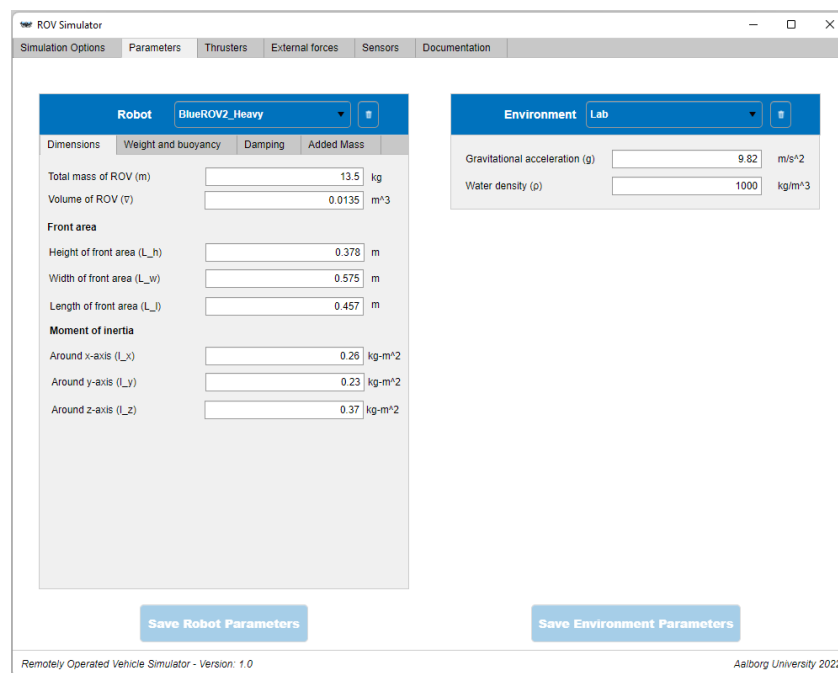 ROV Simulator
Simulation Options Parameters Thrusters External forces Sensors Documentation
Robot BlueROV2_Heavy
Dimensions Weight and buoyancy Damping Added Mass
Total mass of ROV (m) 13.5 kg
Volume of ROV (∇) 0.0135 m^3
Front area
Height of front area (L_h) 0.378 m
Width of front area (L_w) 0.575 m
Length of front area (L_l) 0.457 m
Moment of inertia
Around x-axis (I_x) 0.26 kg-m^2
Around y-axis (I_y) 0.23 kg-m^2
Around z-axis (I_z) 0.37 kg-m^2
Save Robot Parameters
Environment Lab
Gravitational acceleration (g) 9.82 m/s^2
Water density (ρ) 1000 kg/m^3
Save Environment Parameters
Remotely Operated Vehicle Simulator - Version: 1.0
Aalborg University 2022